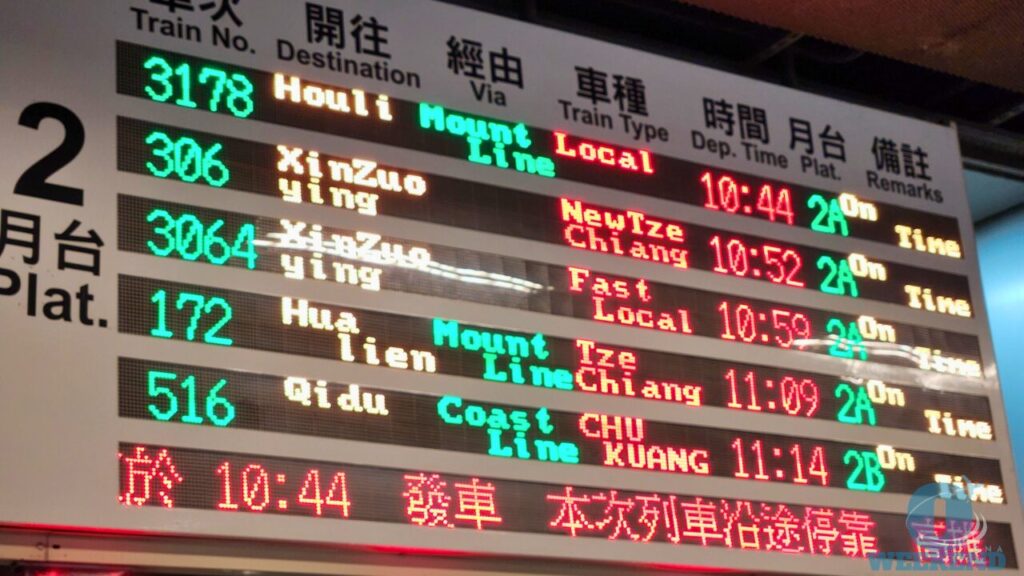 車次 開往 經由 車種 時間 月台 備註
Train No. Destination Via Train Type Dep. Time Plat. Remarks
2
月台
Plat.
3178 Houli Mount Line Local 10:44 2A On Time
306 XinZuo ying NewTze Chiang 10:52 2A On Time
3064 XinZuo ying Fast Local 10:59 2A On Time
172 Hua lien Mount Line Tze Chiang 11:09 2A On Time
516 Qidu Coast Line CHU KUANG 11:14 2B On Time
於 10:44 發車 本次列車沿途停靠
WEEKEND